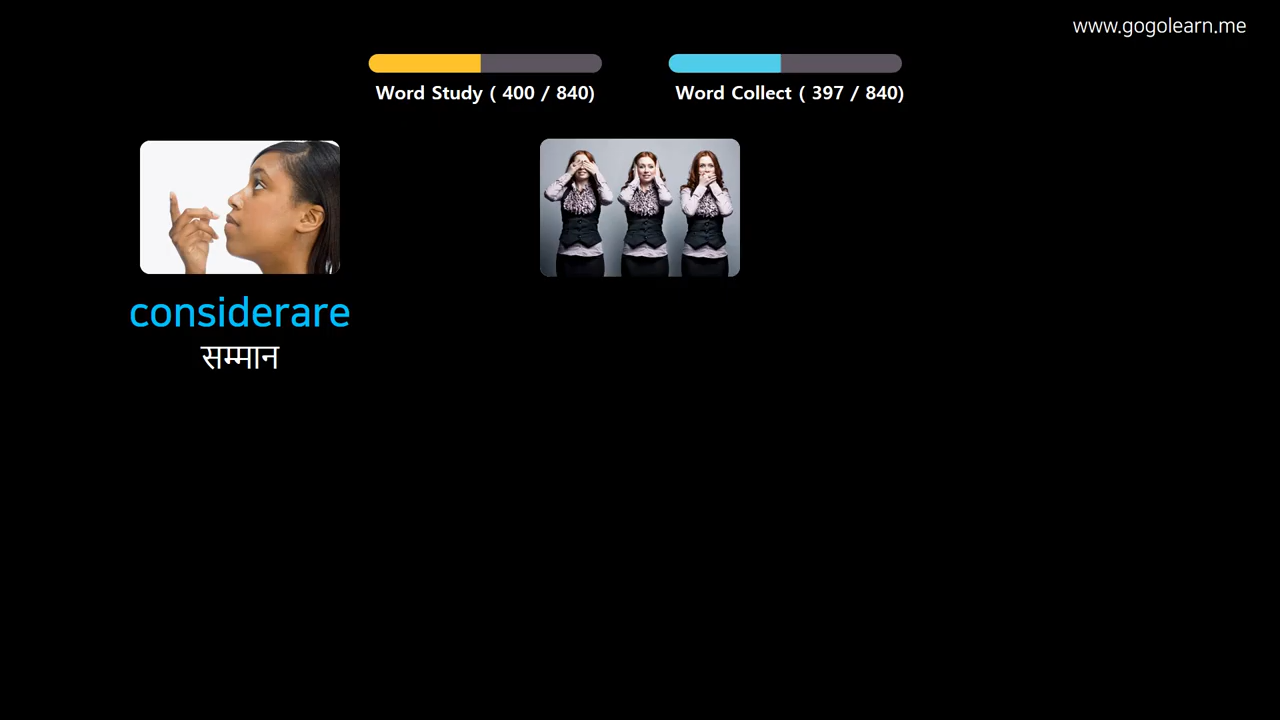 www.gogolearn.me
Word Study ( 400 / 840)
Word Collect ( 397 / 840)
considerare
सम्मान